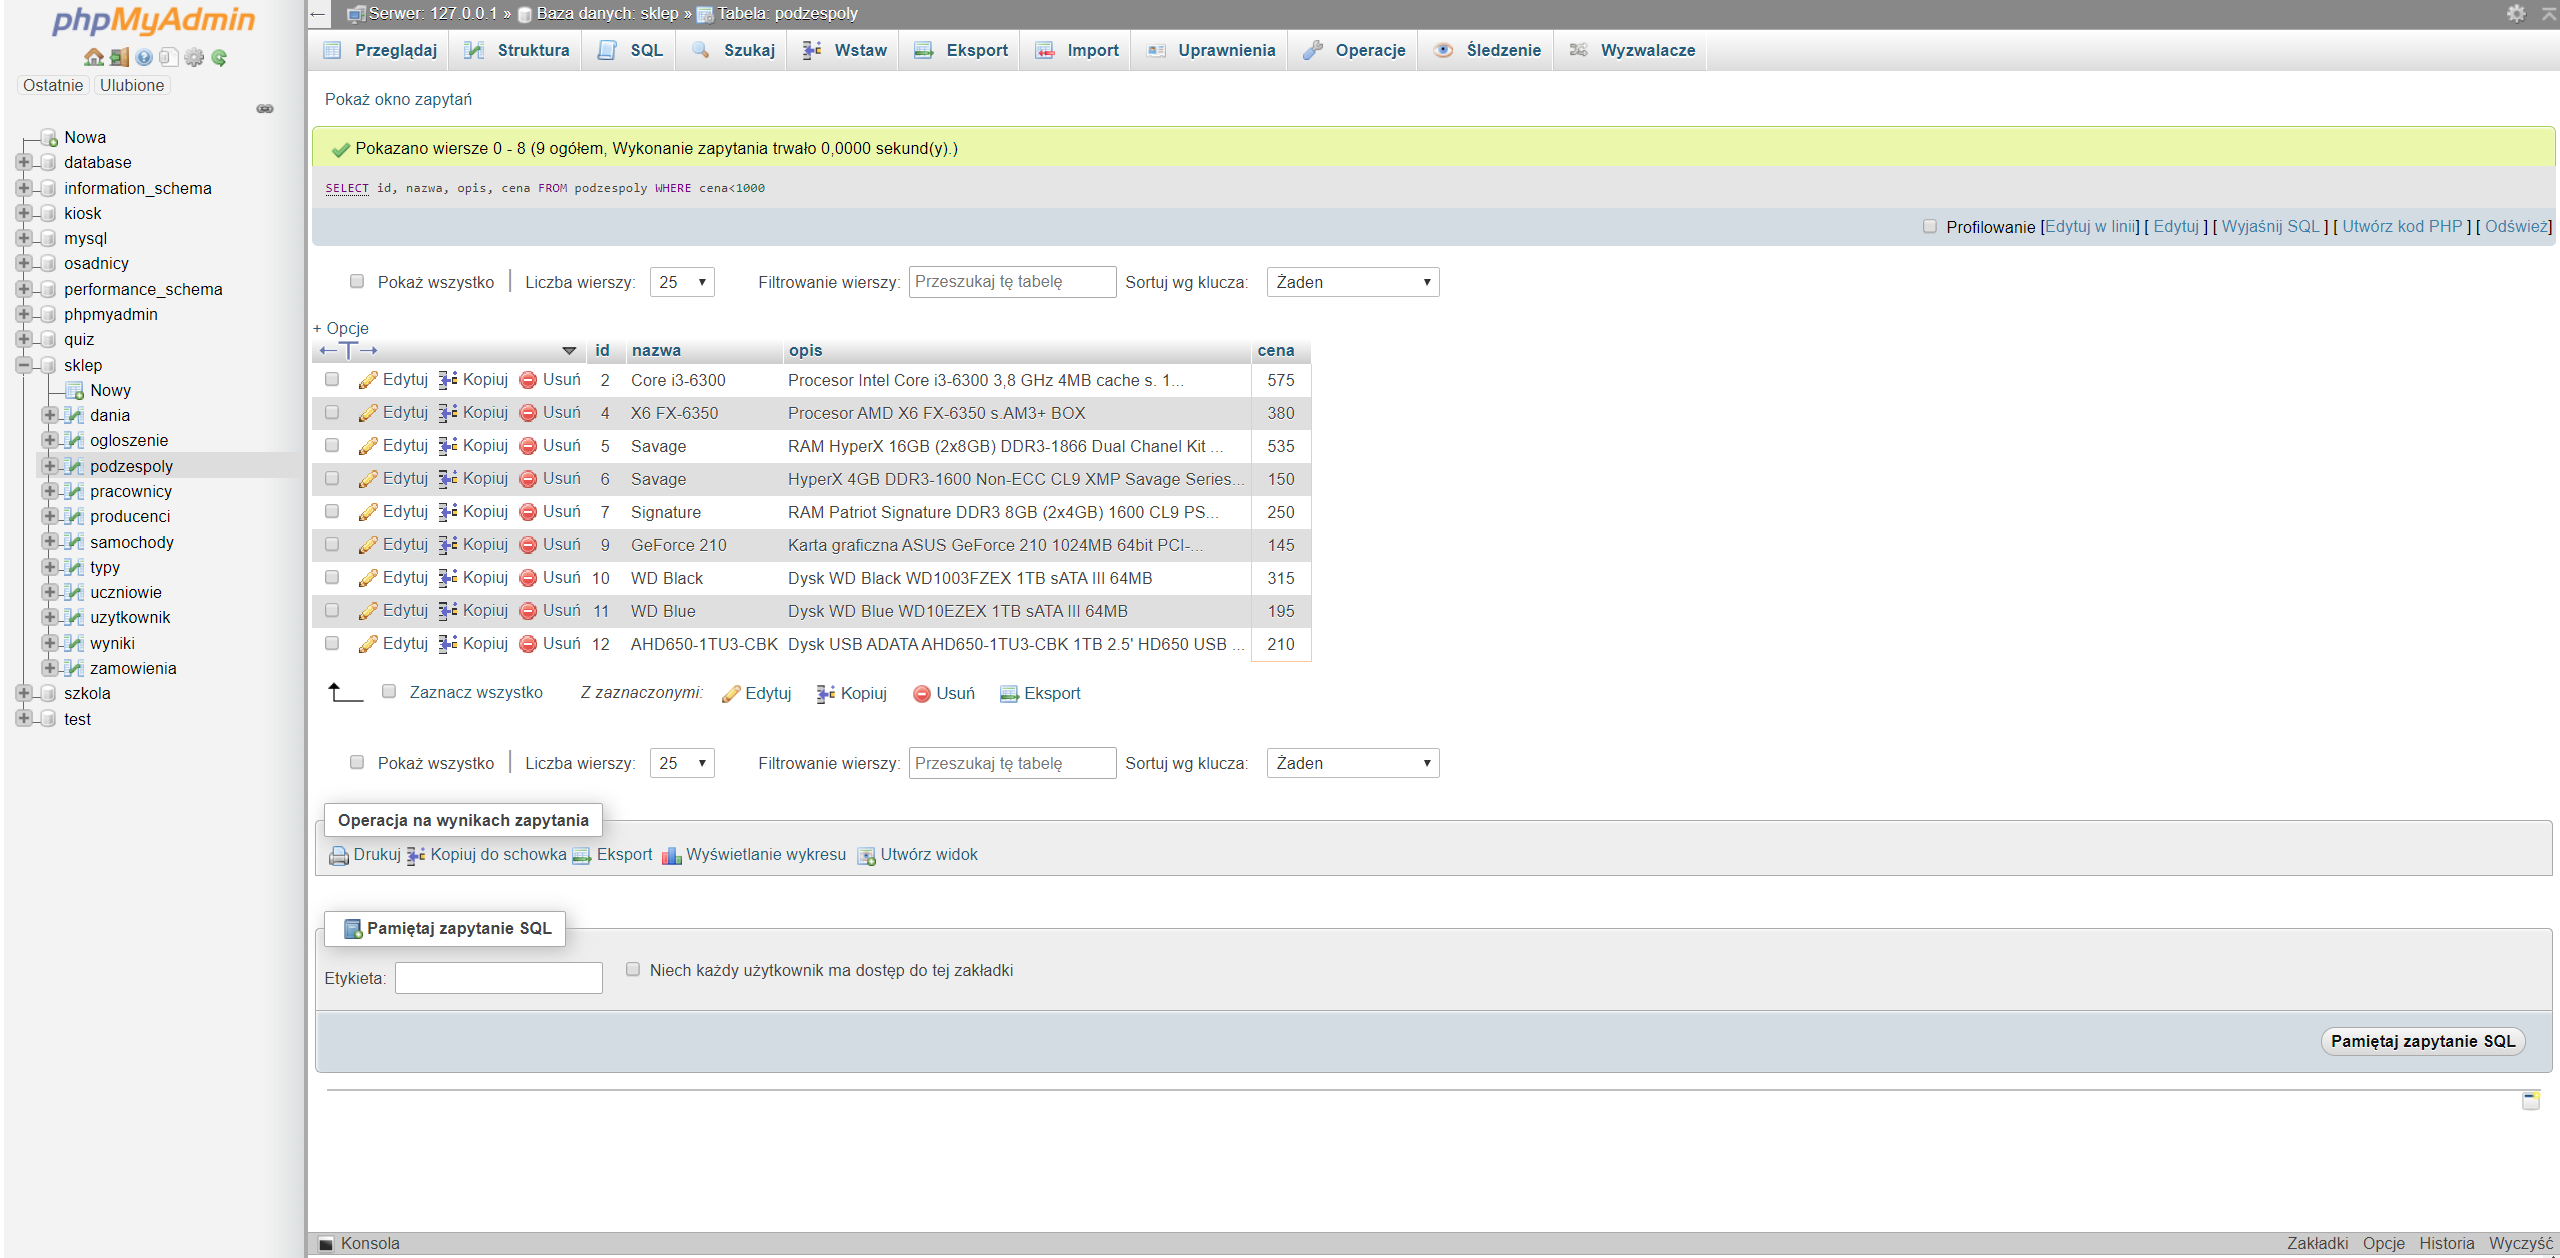 phpMyAdmin
Ostatnie Ulubione
Nowa
database
information_schema
kiosk
mysql
osadnicy
performance_schema
phpmyadmin
quiz
sklep
Nowy
dania
ogloszenie
podzespoly
pracownicy
producenci
samochody
typy
uczniowie
uzytkownik
wyniki
zamowienia
szkola
test
← Serwer: 127.0.0.1 » Baza danych: sklep » Tabela: podzespoly
Przeglądaj Struktura SQL Szukaj Wstaw Eksport Import Uprawnienia Operacje Śledzenie Wyzwalacze
Pokaż okno zapytań
Pokazano wiersze 0 - 8 (9 ogółem, Wykonanie zapytania trwało 0,0000 sekund(y).)
SELECT id, nazwa, opis, cena FROM podzespoly WHERE cena<1000
Profilowanie [Edytuj w linii] [ Edytuj ] [ Wyjaśnij SQL ] [ Utwórz kod PHP ] [ Odśwież]
Pokaż wszystko | Liczba wierszy: 25 Filtrowanie wierszy: Przeszukaj tę tabelę Sortuj wg klucza: Żaden
+ Opcje
←T→ id nazwa opis cena
Edytuj Kopiuj Usuń 2 Core i3-6300 Procesor Intel Core i3-6300 3,8 GHz 4MB cache s. 1... 575
Edytuj Kopiuj Usuń 4 X6 FX-6350 Procesor AMD X6 FX-6350 s.AM3+ BOX 380
Edytuj Kopiuj Usuń 5 Savage RAM HyperX 16GB (2x8GB) DDR3-1866 Dual Chanel Kit ... 535
Edytuj Kopiuj Usuń 6 Savage HyperX 4GB DDR3-1600 Non-ECC CL9 XMP Savage Series... 150
Edytuj Kopiuj Usuń 7 Signature RAM Patriot Signature DDR3 8GB (2x4GB) 1600 CL9 PS... 250
Edytuj Kopiuj Usuń 9 GeForce 210 Karta graficzna ASUS GeForce 210 1024MB 64bit PCI-... 145
Edytuj Kopiuj Usuń 10 WD Black Dysk WD Black WD1003FZEX 1TB sATA III 64MB 315
Edytuj Kopiuj Usuń 11 WD Blue Dysk WD Blue WD10EZEX 1TB sATA III 64MB 195
Edytuj Kopiuj Usuń 12 AHD650-1TU3-CBK Dysk USB ADATA AHD650-1TU3-CBK 1TB 2.5' HD650 USB ... 210
Zaznacz wszystko Z zaznaczonymi: Edytuj Kopiuj Usuń Eksport
Pokaż wszystko | Liczba wierszy: 25 Filtrowanie wierszy: Przeszukaj tę tabelę Sortuj wg klucza: Żaden
Operacja na wynikach zapytania
Drukuj Kopiuj do schowka Eksport Wyświetlanie wykresu Utwórz widok
Pamiętaj zapytanie SQL
Etykieta: Niech każdy użytkownik ma dostęp do tej zakładki
Pamiętaj zapytanie SQL
Konsola Zakładki Opcje Historia Wyczyść